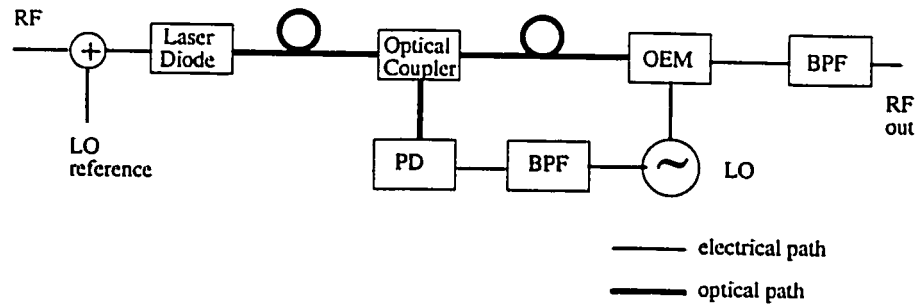 RF
+
Laser
Diode
Optical
Coupler
OEM
BPF
RF
out
LO
reference
PD
BPF
~
LO
electrical path
optical path